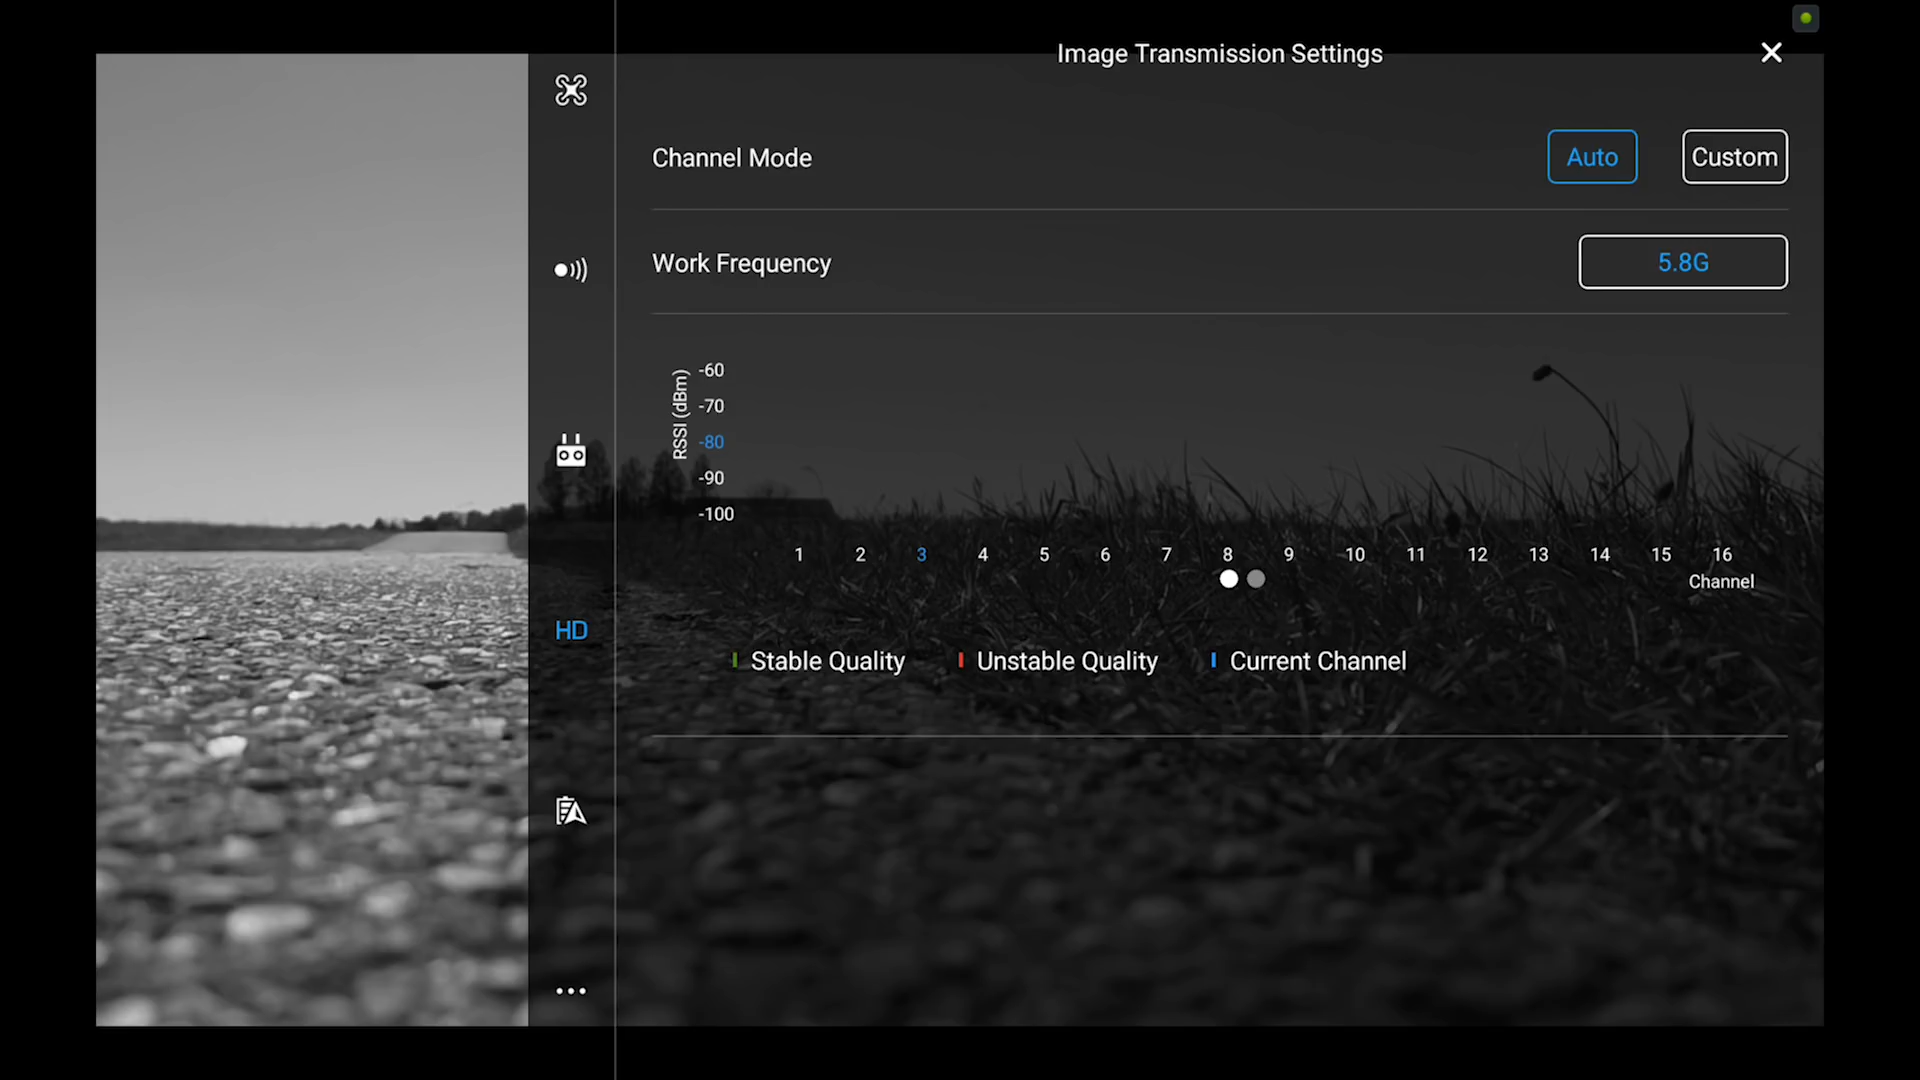 Image Transmission Settings
Channel Mode
Auto
Custom
Work Frequency
5.8G
RSSI (dBm)
-60
-70
-80
-90
-100
1 2 3 4 5 6 7 8 9 10 11 12 13 14 15 16
Channel
HD
Stable Quality
Unstable Quality
Current Channel